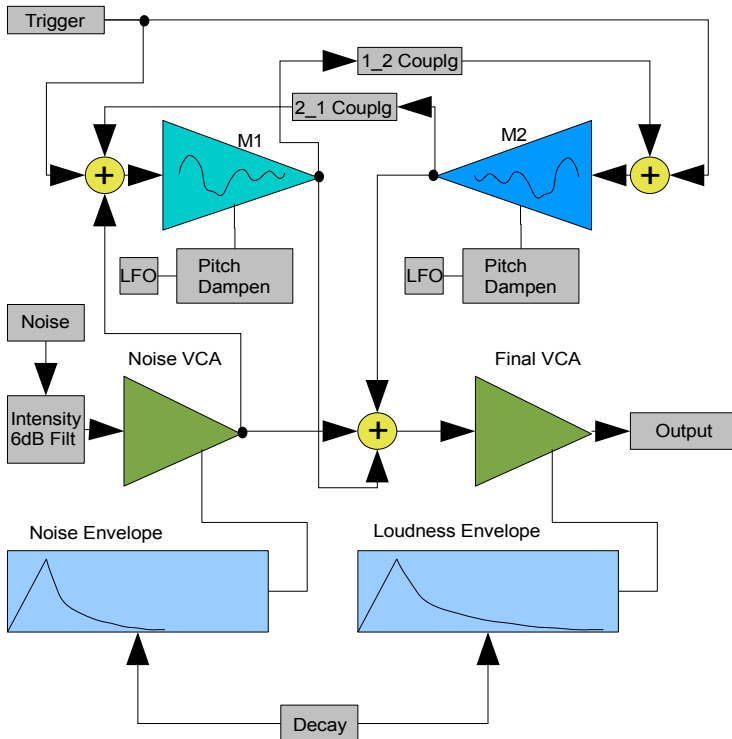 Trigger
1_2 Couplg
2_1 Couplg
M1
M2
+
+
LFO
Pitch
Dampen
LFO
Pitch
Dampen
Noise
Noise VCA
Final VCA
Intensity
6dB Filt
+
Output
Noise Envelope
Loudness Envelope
Decay